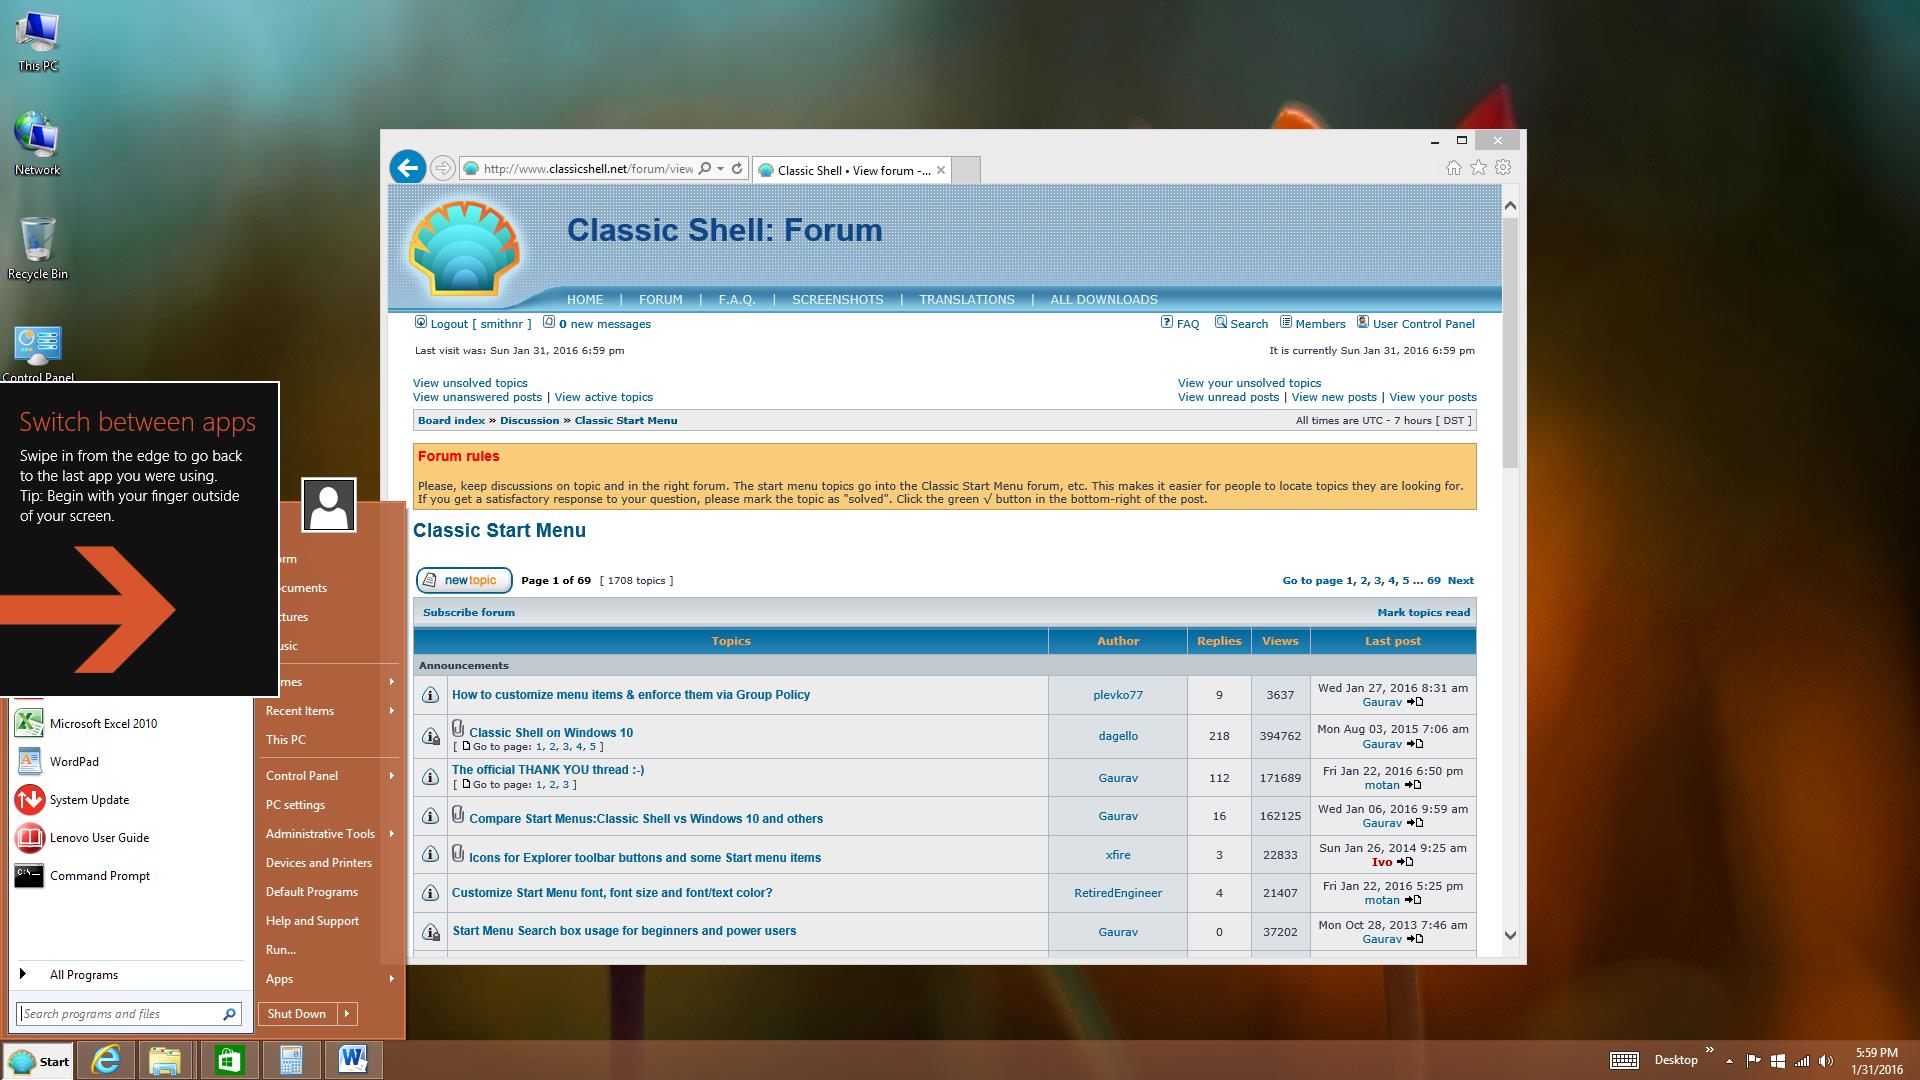 This PC
Network
Recycle Bin
Control Panel
Switch between apps
Swipe in from the edge to go back
to the last app you were using.
Tip: Begin with your finger outside
of your screen.
orm
cuments
tures
sic
mes
Recent Items
This PC
Control Panel
PC settings
Administrative Tools
Devices and Printers
Default Programs
Help and Support
Run...
Apps
Shut Down
Microsoft Excel 2010
WordPad
System Update
Lenovo User Guide
Command Prompt
All Programs
Search programs and files
http://www.classicshell.net/forum/view
Classic Shell • View forum -...
Classic Shell: Forum
HOME | FORUM | F.A.Q. | SCREENSHOTS | TRANSLATIONS | ALL DOWNLOADS
Logout [ smithnr ] 0 new messages FAQ Search Members User Control Panel
Last visit was: Sun Jan 31, 2016 6:59 pm It is currently Sun Jan 31, 2016 6:59 pm
View unsolved topics View your unsolved topics
View unanswered posts | View active topics View unread posts | View new posts | View your posts
Board index » Discussion » Classic Start Menu All times are UTC - 7 hours [ DST ]
Forum rules
Please, keep discussions on topic and in the right forum. The start menu topics go into the Classic Start Menu forum, etc. This makes it easier for people to locate topics they are looking for.
If you get a satisfactory response to your question, please mark the topic as "solved". Click the green √ button in the bottom-right of the post.
Classic Start Menu
newtopic Page 1 of 69 [ 1708 topics ] Go to page 1, 2, 3, 4, 5 ... 69 Next
Subscribe forum Mark topics read
Topics Author Replies Views Last post
Announcements
How to customize menu items & enforce them via Group Policy plevko77 9 3637 Wed Jan 27, 2016 8:31 am
Gaurav
Classic Shell on Windows 10 dagello 218 394762 Mon Aug 03, 2015 7:06 am
[ Go to page: 1, 2, 3, 4, 5 ] Gaurav
The official THANK YOU thread :-) Gaurav 112 171689 Fri Jan 22, 2016 6:50 pm
[ Go to page: 1, 2, 3 ] motan
Compare Start Menus:Classic Shell vs Windows 10 and others Gaurav 16 162125 Wed Jan 06, 2016 9:59 am
Gaurav
Icons for Explorer toolbar buttons and some Start menu items xfire 3 22833 Sun Jan 26, 2014 9:25 am
Ivo
Customize Start Menu font, font size and font/text color? RetiredEngineer 4 21407 Fri Jan 22, 2016 5:25 pm
motan
Start Menu Search box usage for beginners and power users Gaurav 0 37202 Mon Oct 28, 2013 7:46 am
Gaurav
Start
Desktop
5:59 PM
1/31/2016